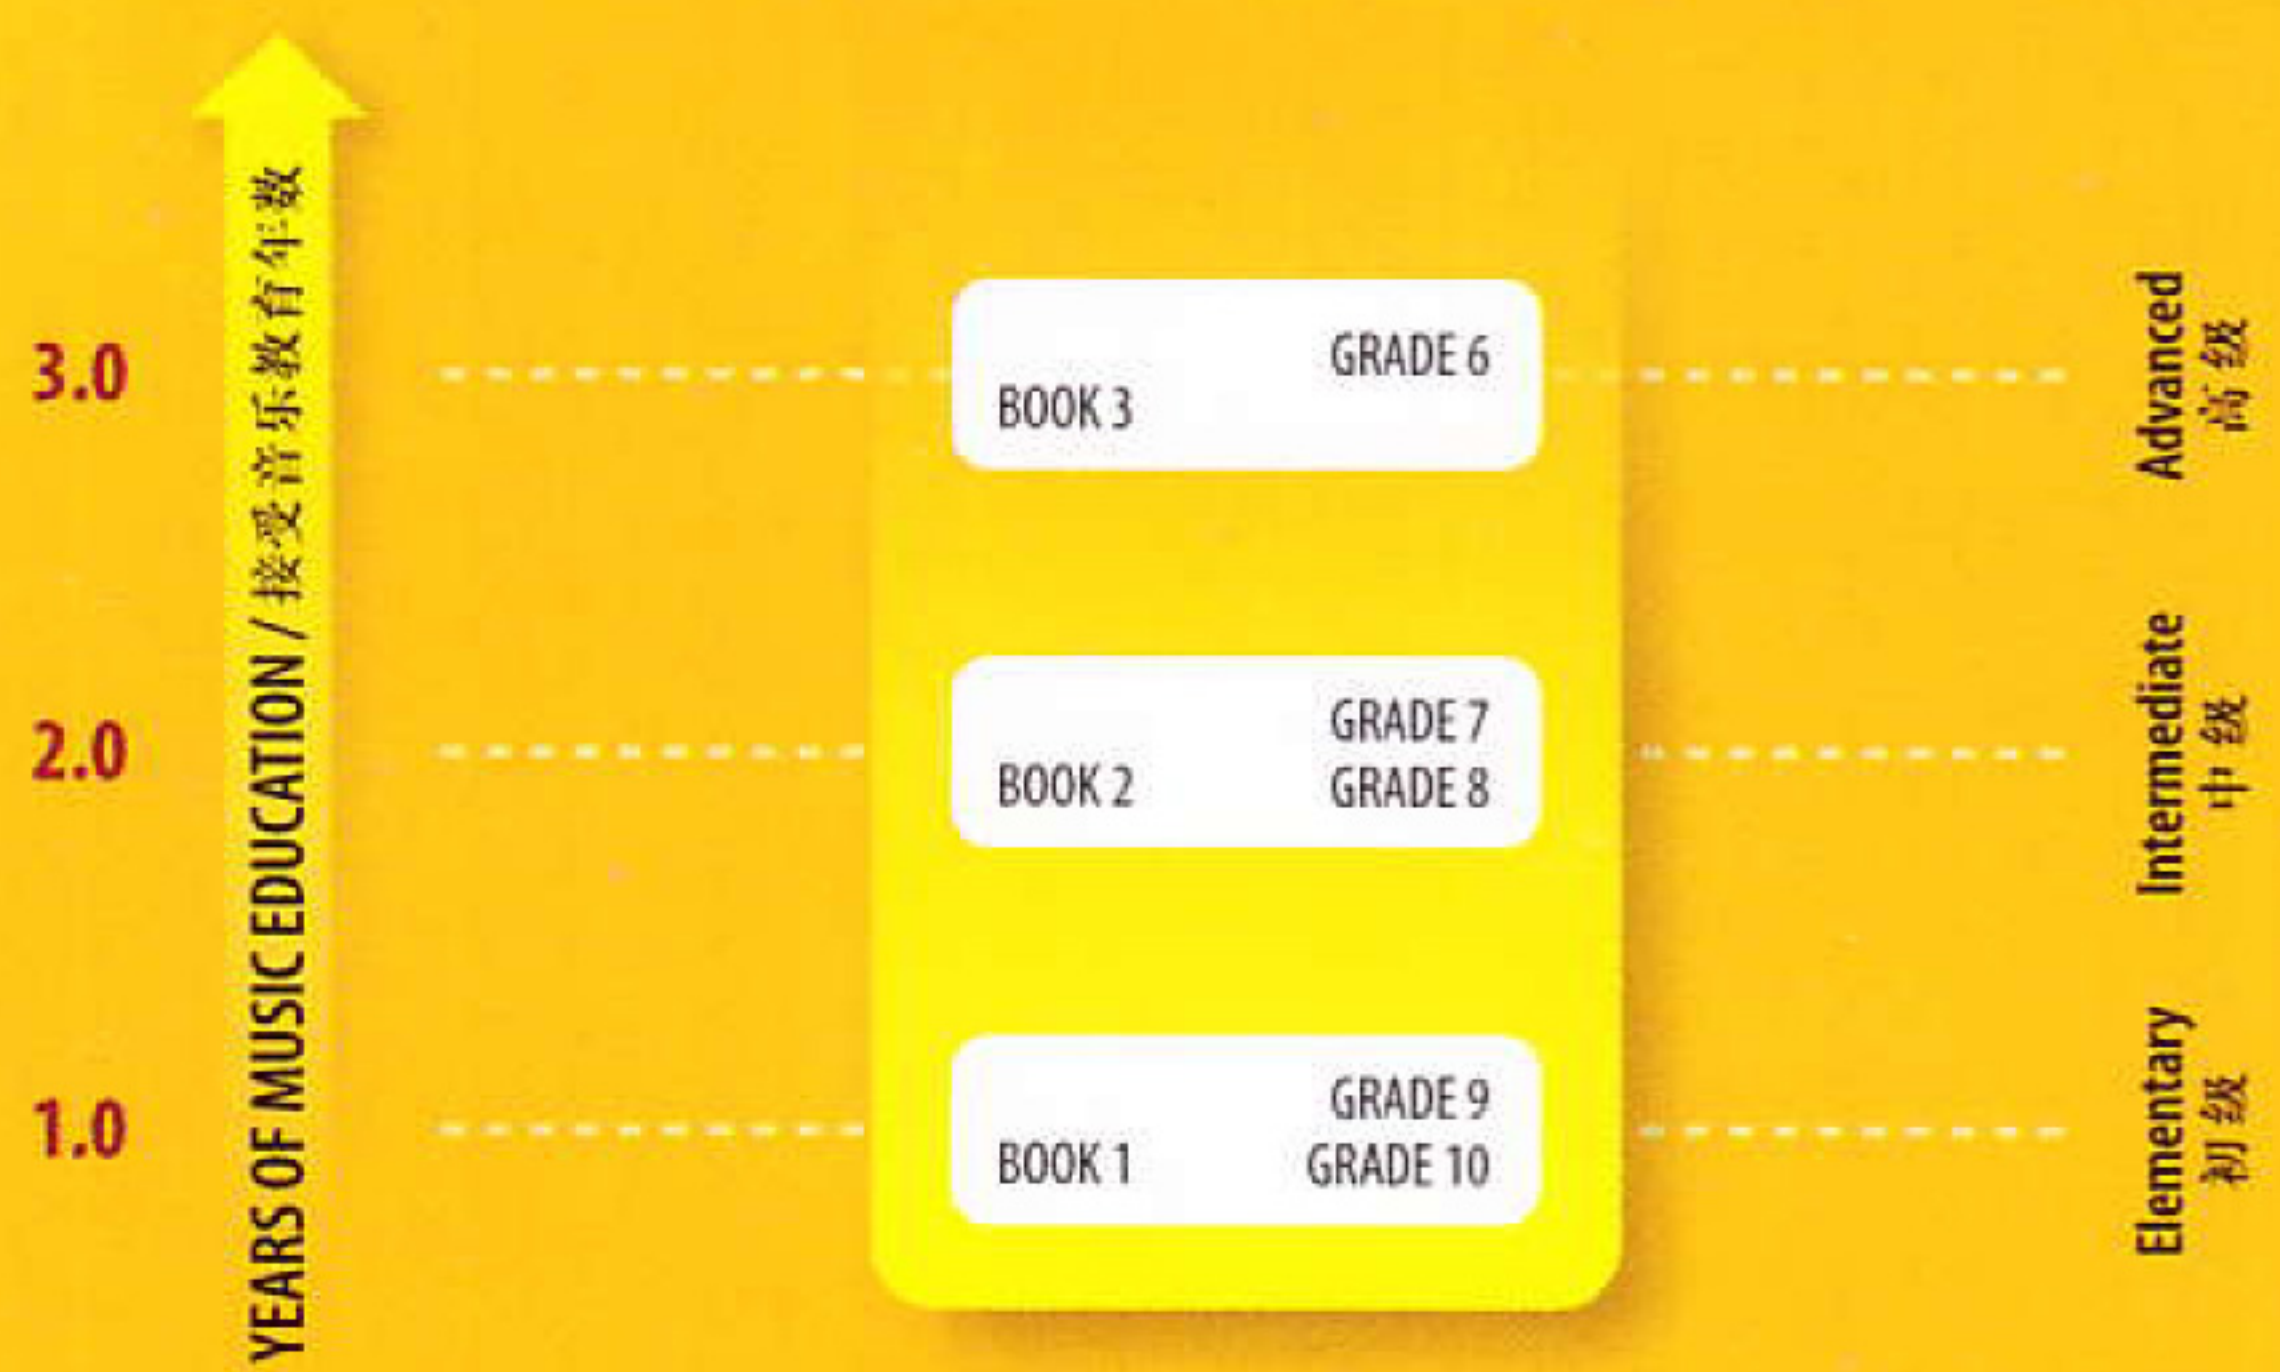 YEARS OF MUSIC EDUCATION / 接受音乐教育年数
3.0
BOOK 3
GRADE 6
Advanced
高级
2.0
BOOK 2
GRADE 7
GRADE 8
Intermediate
中级
1.0
BOOK 1
GRADE 9
GRADE 10
Elementary
初级